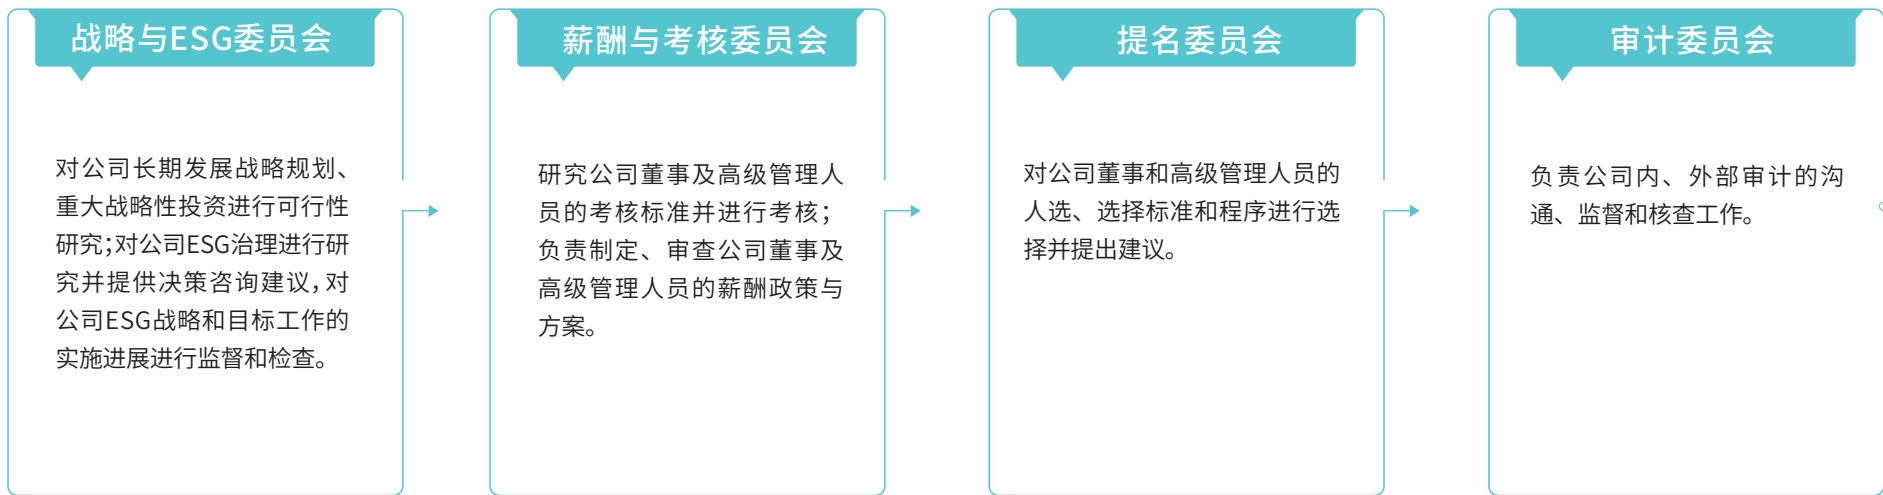 战略与ESG委员会
对公司长期发展战略规划、
重大战略性投资进行可行性
研究;对公司ESG治理进行研
究并提供决策咨询建议,对
公司ESG战略和目标工作的
实施进展进行监督和检查。
薪酬与考核委员会
研究公司董事及高级管理人
员的考核标准并进行考核；
负责制定、审查公司董事及
高级管理人员的薪酬政策与
方案。
提名委员会
对公司董事和高级管理人员的
人选、选择标准和程序进行选
择并提出建议。
审计委员会
负责公司内、外部审计的沟
通、监督和核查工作。